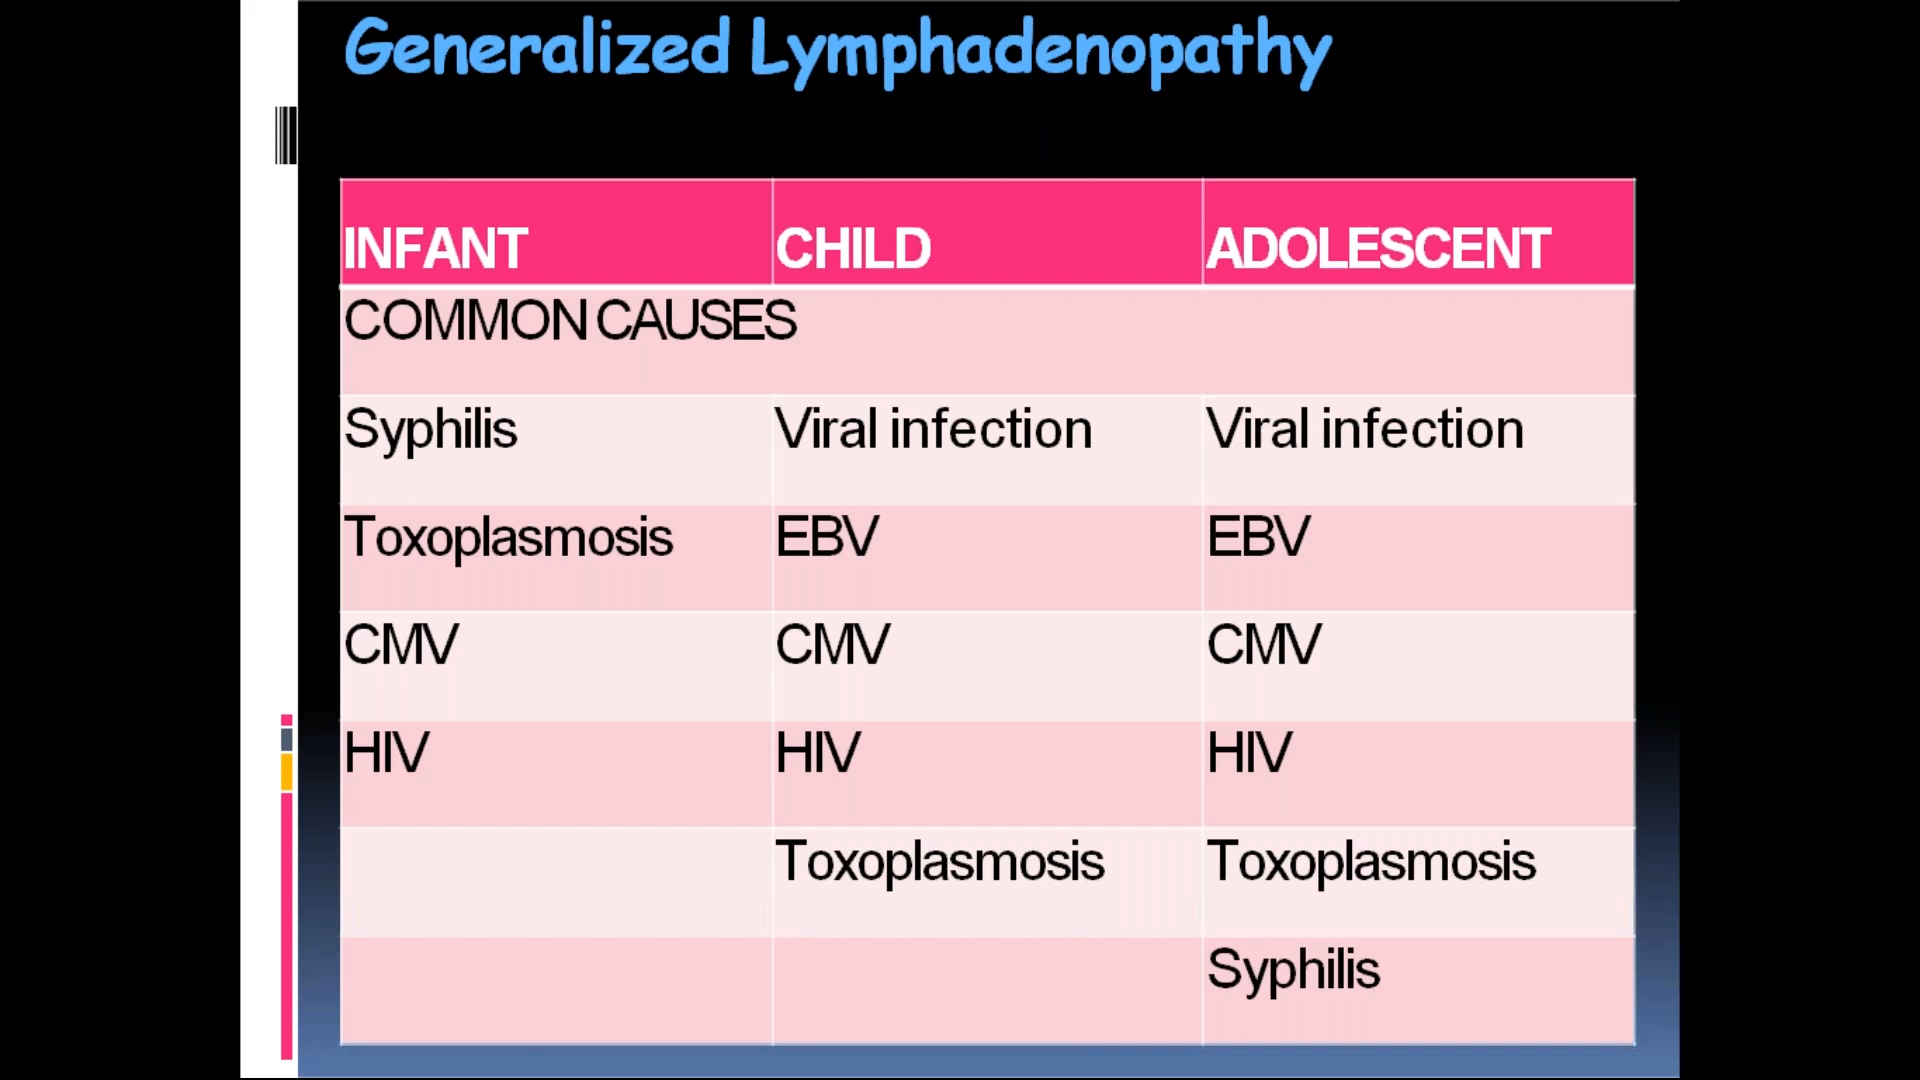 Generalized Lymphadenopathy
INFANT CHILD ADOLESCENT
COMMON CAUSES
Syphilis Viral infection Viral infection
Toxoplasmosis EBV EBV
CMV CMV CMV
HIV HIV HIV
Toxoplasmosis Toxoplasmosis
Syphilis